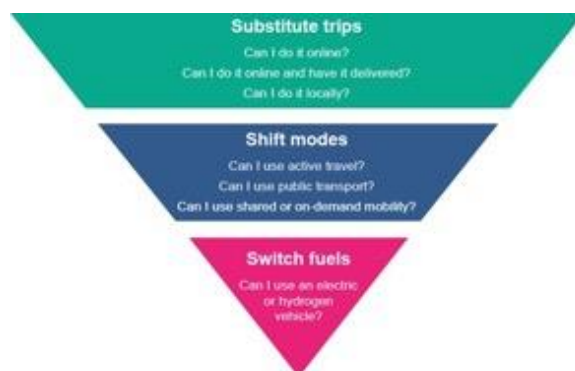 Substitute trips
Can I do it online?
Can I do it online and have it delivered?
Can I do it locally?
Shift modes
Can I use active travel?
Can I use public transport?
Can I use shared or on-demand mobility?
Switch fuels
Can I use an electric
or hydrogen
vehicle?